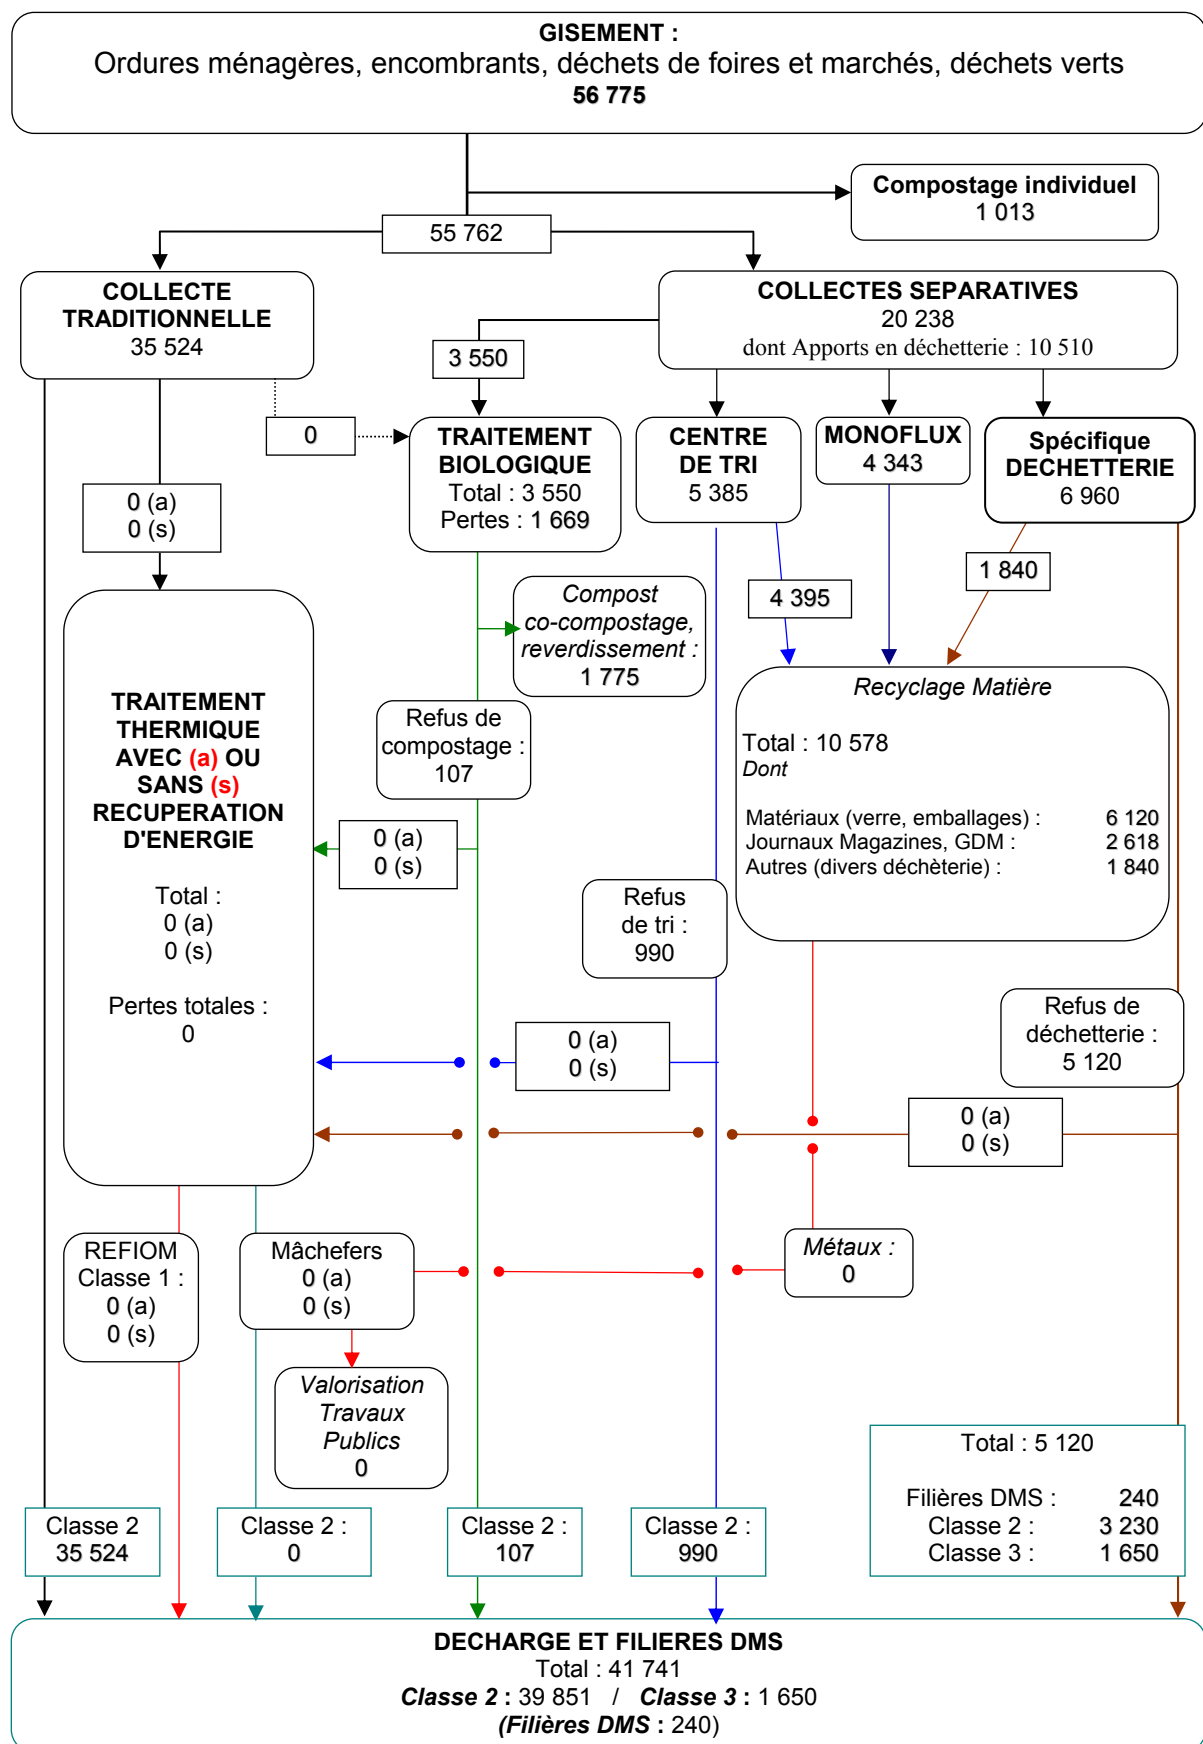 GISEMENT :
Ordures ménagères, encombrants, déchets de foires et marchés, déchets verts
56 775
Compostage individuel
1 013
55 762
COLLECTE
TRADITIONNELLE
35 524
COLLECTES SEPARATIVES
20 238
dont Apports en déchetterie : 10 510
3 550
0
TRAITEMENT
BIOLOGIQUE
Total : 3 550
Pertes : 1 669
CENTRE
DE TRI
5 385
MONOFLUX
4 343
Spécifique
DECHETTERIE
6 960
0 (a)
0 (s)
4 395
1 840
Compost
co-compostage,
reverdissement :
1 775
TRAITEMENT
THERMIQUE
AVEC (a) OU
SANS (s)
RECUPERATION
D'ENERGIE
Total :
0 (a)
0 (s)
Pertes totales :
0
Refus de
compostage :
107
Recyclage Matière
Total : 10 578
Dont
Matériaux (verre, emballages) : 6 120
Journaux Magazines, GDM : 2 618
Autres (divers déchèterie) : 1 840
0 (a)
0 (s)
Refus
de tri :
990
Refus de
déchetterie :
5 120
0 (a)
0 (s)
0 (a)
0 (s)
REFIOM
Classe 1 :
0 (a)
0 (s)
Mâchefers
0 (a)
0 (s)
Métaux :
0
Valorisation
Travaux
Publics
0
Total : 5 120
Filières DMS : 240
Classe 2 : 3 230
Classe 3 : 1 650
Classe 2
35 524
Classe 2 :
0
Classe 2 :
107
Classe 2 :
990
DECHARGE ET FILIERES DMS
Total : 41 741
Classe 2 : 39 851 / Classe 3 : 1 650
(Filières DMS : 240)